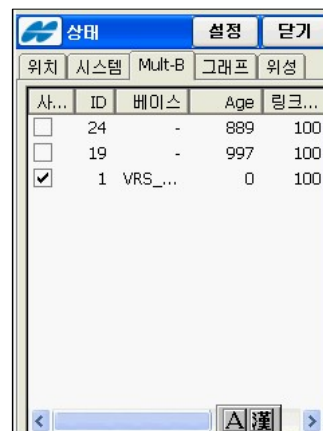 상태 설정 닫기
위치 시스템 Mult-B 그래프 위성
사... ID 베이스 Age 링크...
24 - 889 100
19 - 997 100
1 VRS_... 0 100
A 漢